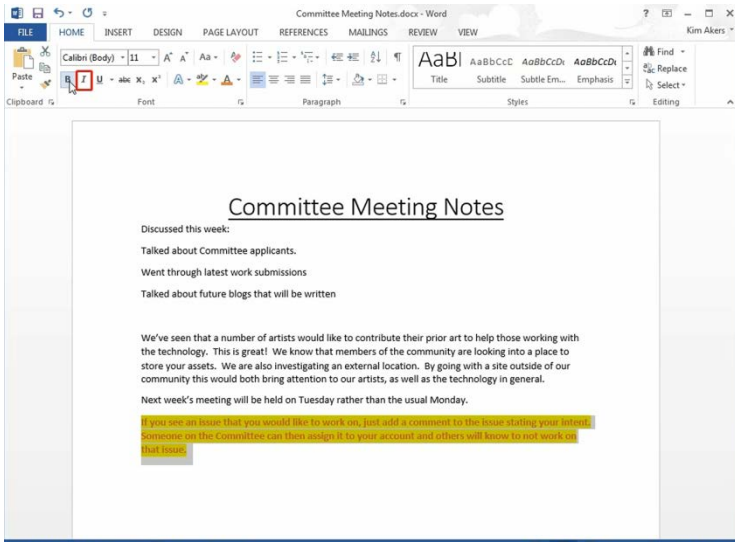 Committee Meeting Notes.docx - Word
?
FILE HOME INSERT DESIGN PAGE LAYOUT REFERENCES MAILINGS REVIEW VIEW Kim Akers
Calibri (Body) 11 A A Aa
Paste
B I U abc X₂ X² A A
AaBl AaBbCcC AaBbCcDc AaBbCcDc
Title Subtitle Subtle Em... Emphasis
Find
Replace
Select
Clipboard Font Paragraph Styles Editing
Committee Meeting Notes
Discussed this week:
Talked about Committee applicants.
Went through latest work submissions
Talked about future blogs that will be written
We've seen that a number of artists would like to contribute their prior art to help those working with
the technology. This is great! We know that members of the community are looking into a place to
store your assets. We are also investigating an external location. By going with a site outside of our
community this would both bring attention to our artists, as well as the technology in general.
Next week's meeting will be held on Tuesday rather than the usual Monday.
If you see an issue that you would like to work on, just add a comment to the issue stating your intent.
Someone on the Committee can then assign it to your account and others will know to not work on
that issue.